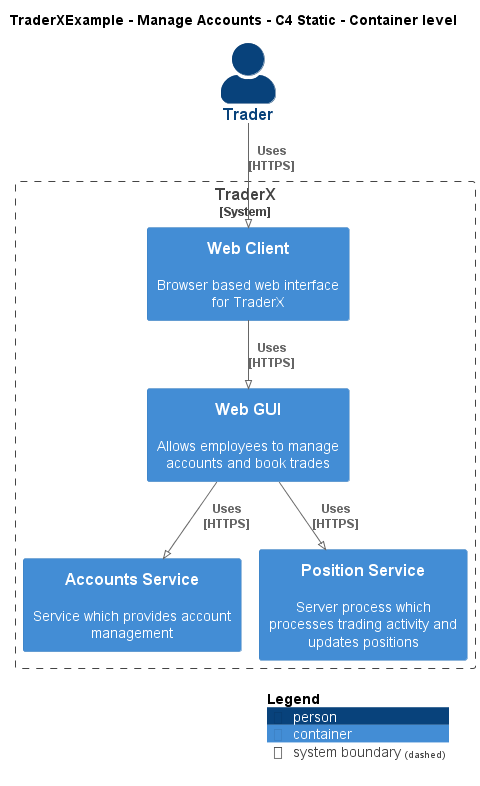 TraderXExample - Manage Accounts - C4 Static - Container level
Trader
Uses
[HTTPS]
TraderX
[System]
Web Client
Browser based web interface
for TraderX
Uses
[HTTPS]
Web GUI
Allows employees to manage
accounts and book trades
Uses
[HTTPS]
Uses
[HTTPS]
Accounts Service
Service which provides account
management
Position Service
Server process which
processes trading activity and
updates positions
Legend
person
container
system boundary (dashed)